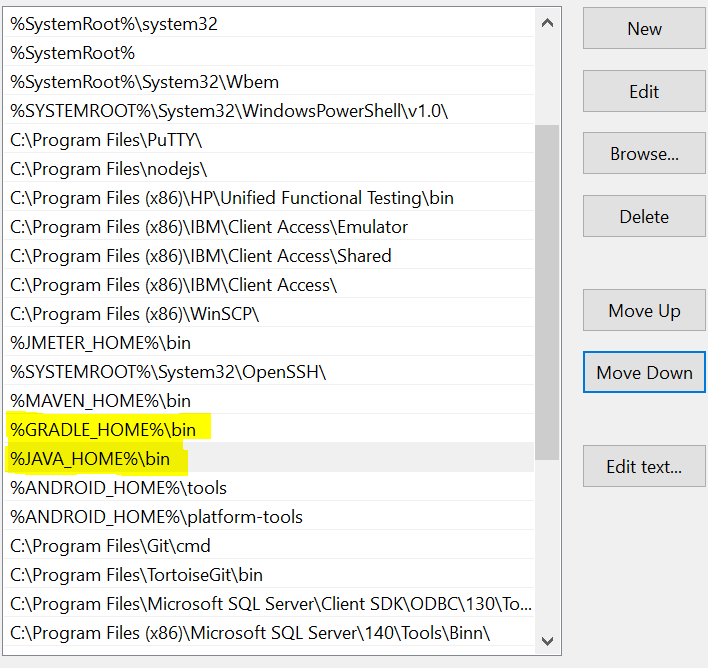 %SystemRoot%\system32
%SystemRoot%
%SystemRoot%\System32\Wbem
%SYSTEMROOT%\System32\WindowsPowerShell\v1.0\
C:\Program Files\PuTTY\
C:\Program Files\nodejs\
C:\Program Files (x86)\HP\Unified Functional Testing\bin
C:\Program Files (x86)\IBM\Client Access\Emulator
C:\Program Files (x86)\IBM\Client Access\Shared
C:\Program Files (x86)\IBM\Client Access\
C:\Program Files (x86)\WinSCP\
%JMETER_HOME%\bin
%SYSTEMROOT%\System32\OpenSSH\
%MAVEN_HOME%\bin
%GRADLE_HOME%\bin
%JAVA_HOME%\bin
%ANDROID_HOME%\tools
%ANDROID_HOME%\platform-tools
C:\Program Files\Git\cmd
C:\Program Files\TortoiseGit\bin
C:\Program Files\Microsoft SQL Server\Client SDK\ODBC\130\To...
C:\Program Files (x86)\Microsoft SQL Server\140\Tools\Binn\
New
Edit
Browse...
Delete
Move Up
Move Down
Edit text...